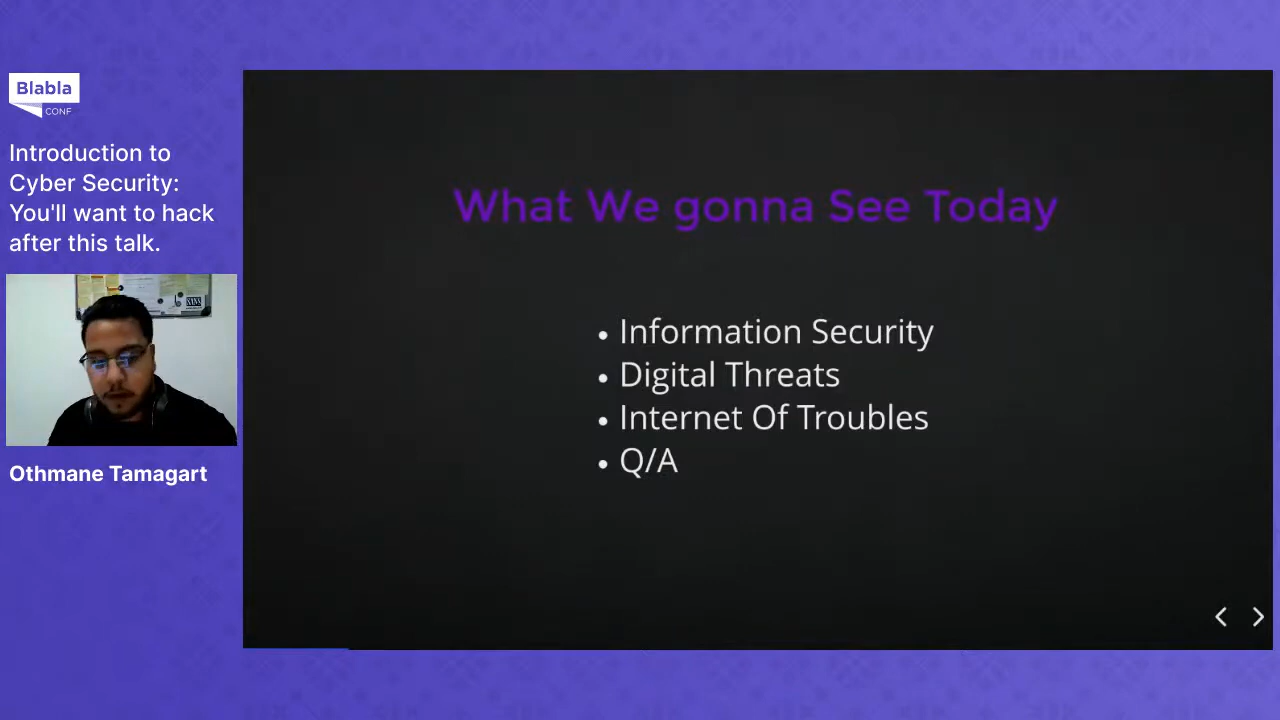 Blabla
CONF
Introduction to
Cyber Security:
You'll want to hack
after this talk.
Othmane Tamagart
What We gonna See Today
• Information Security
• Digital Threats
• Internet Of Troubles
• Q/A